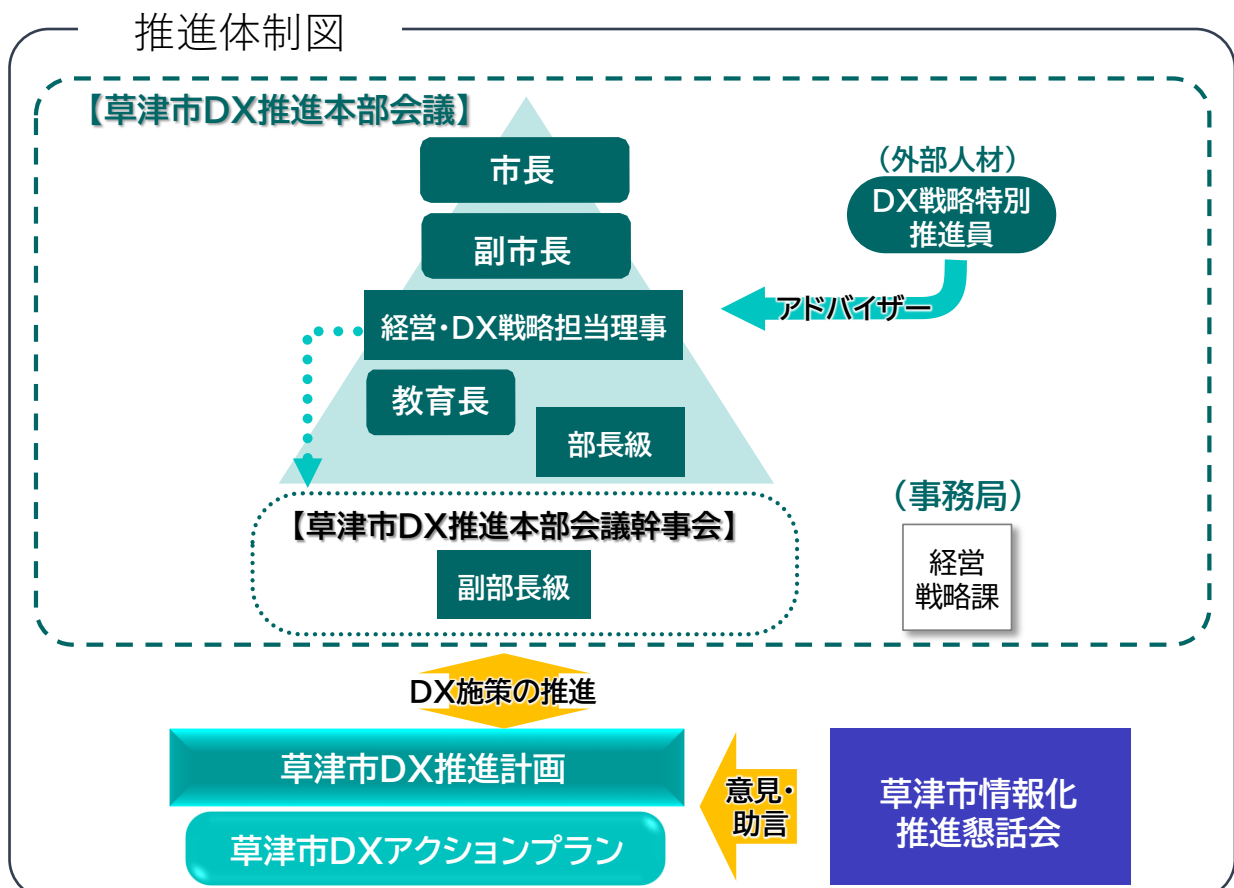 推進体制図
【草津市DX推進本部会議】
市長
副市長
経営・DX戦略担当理事
教育長
部長級
（外部人材）
DX戦略特別
推進員
アドバイザー
【草津市DX推進本部会議幹事会】
副部長級
（事務局）
経営
戦略課
DX施策の推進
草津市DX推進計画
草津市DXアクションプラン
意見・
助言
草津市情報化
推進懇話会